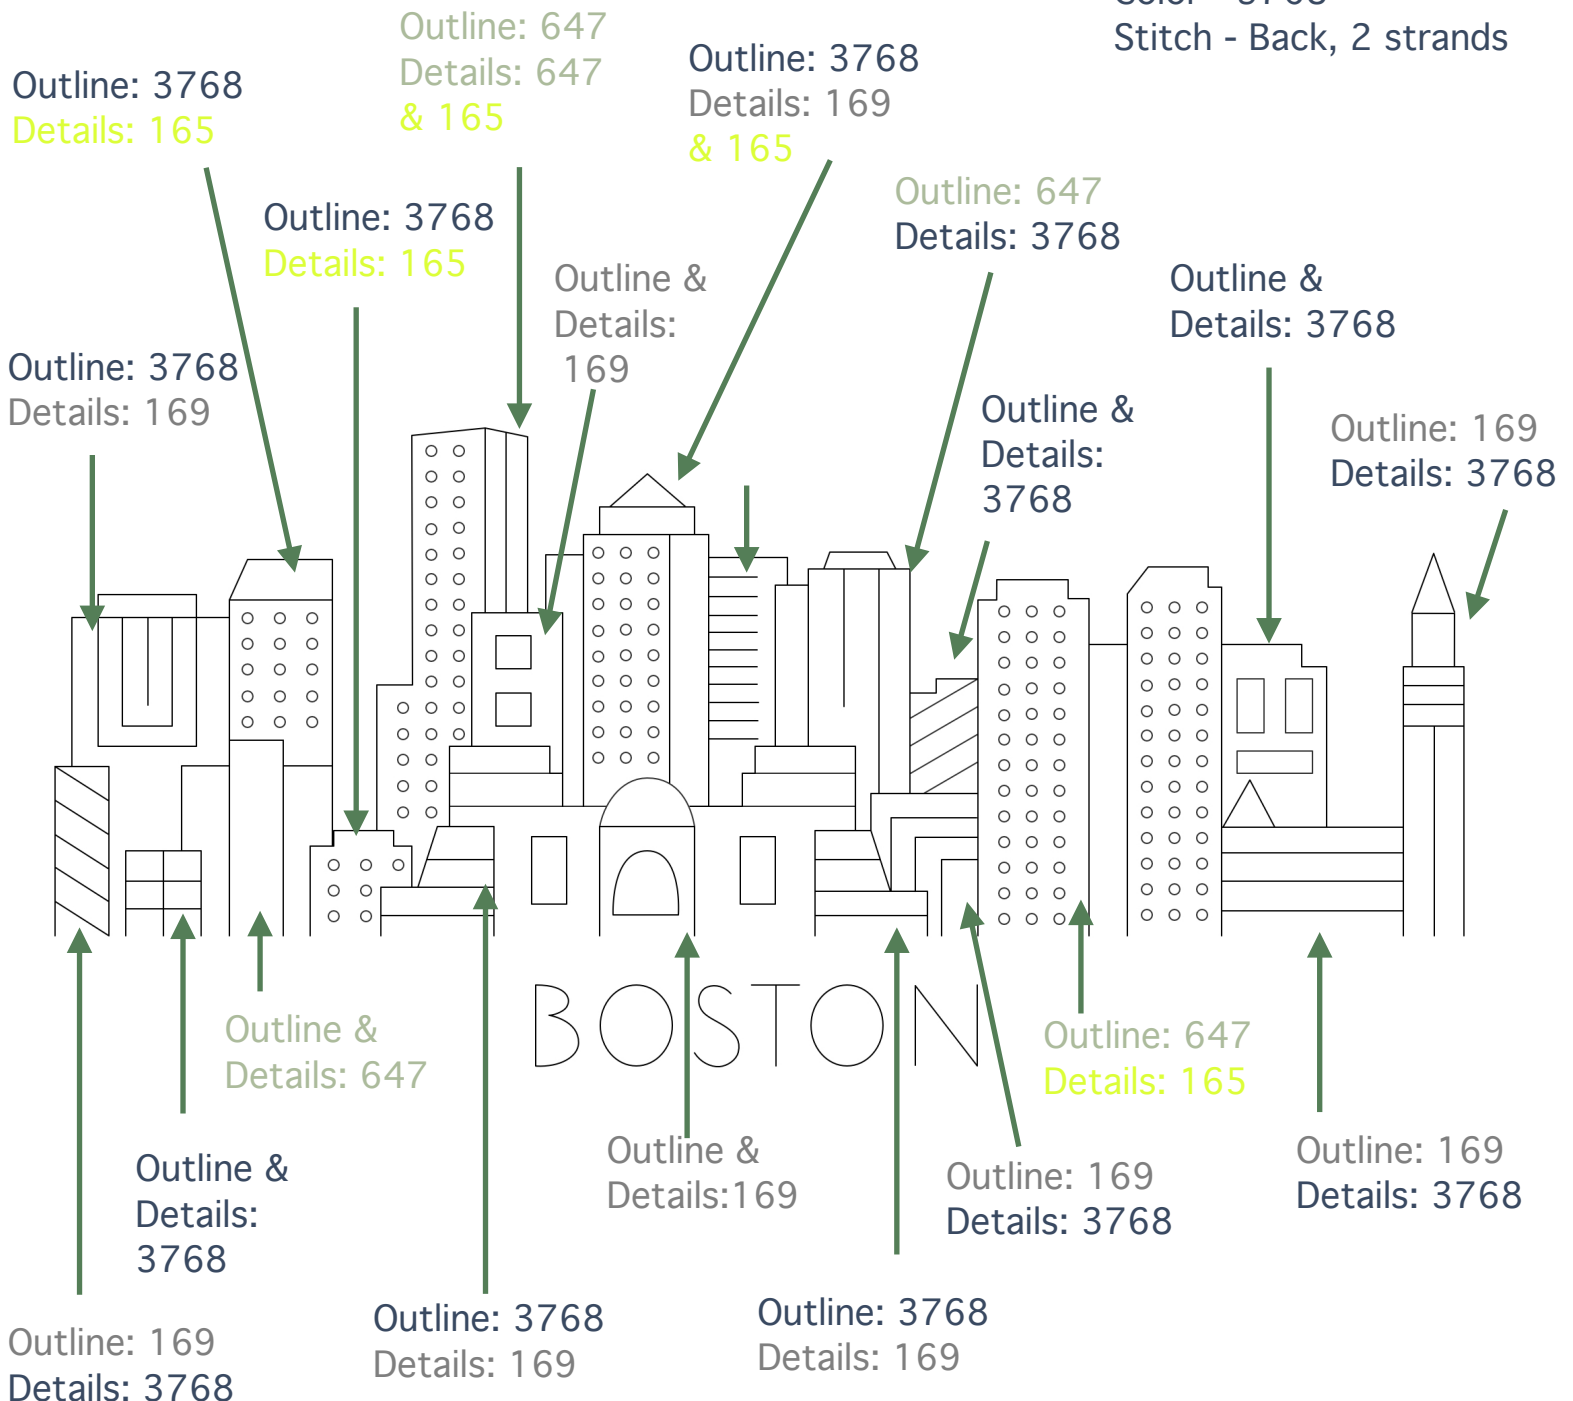 Color - 3768
Stitch - Back, 2 strands
Outline: 647
Details: 647
& 165
Outline: 3768
Details: 169
& 165
Outline: 3768
Details: 165
Outline: 647
Details: 3768
Outline: 3768
Details: 165
Outline &
Details:
169
Outline &
Details: 3768
Outline: 3768
Details: 169
Outline &
Details:
3768
Outline: 169
Details: 3768
BOSTON
Outline &
Details: 647
Outline: 647
Details: 165
Outline &
Details:169
Outline: 169
Details: 3768
Outline: 169
Details: 3768
Outline &
Details:
3768
Outline: 3768
Details: 169
Outline: 3768
Details: 169
Outline: 169
Details: 3768